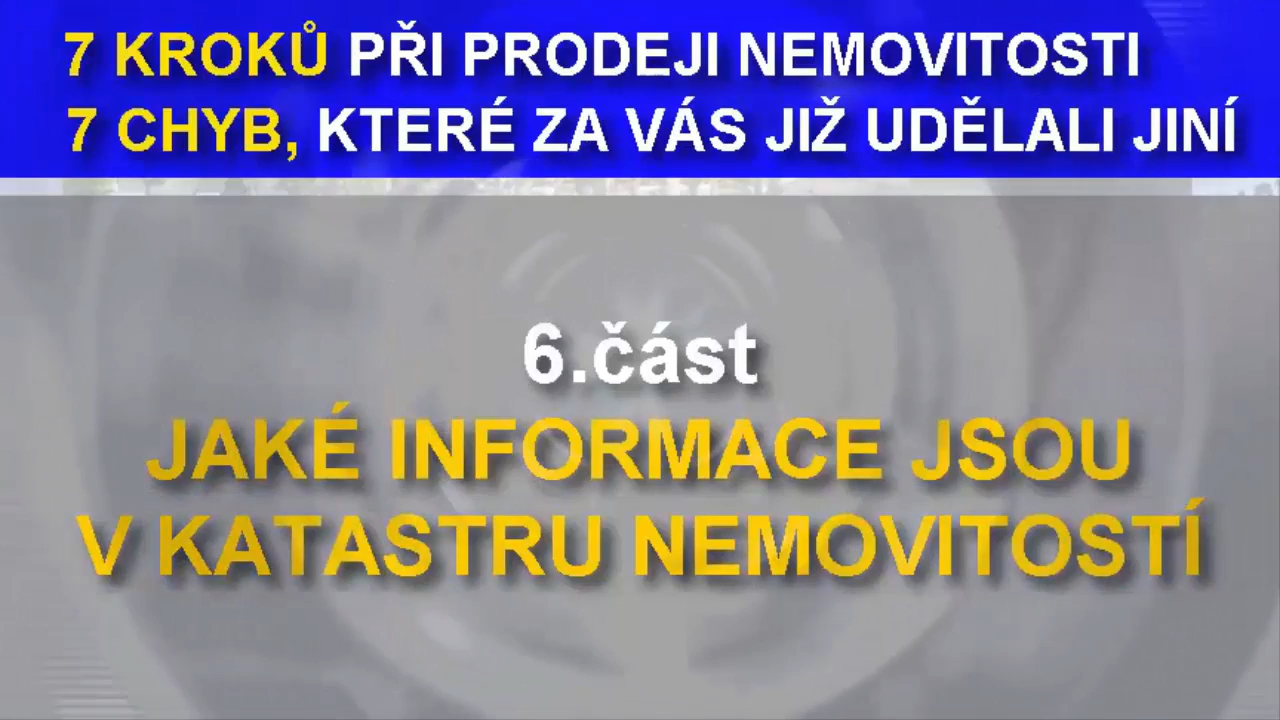 7 KROKŮ PŘI PRODEJI NEMOVITOSTI
7 CHYB, KTERÉ ZA VÁS JIŽ UDĚLALI JINÍ
6.část
JAKÉ INFORMACE JSOU
V KATASTRU NEMOVITOSTÍ